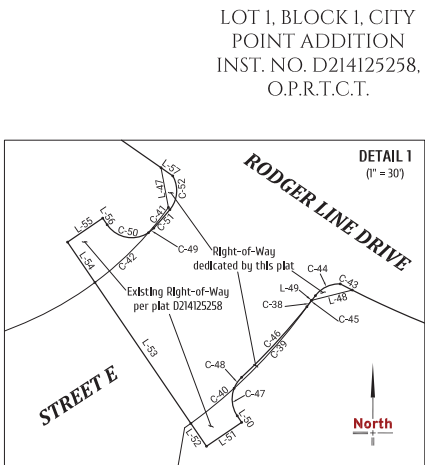 LOT 1, BLOCK 1, CITY
POINT ADDITION
INST. NO. D214125258,
O.P.R.T.C.T.
DETAIL 1
(1" = 30')
RODGER LINE DRIVE
L-57
L-47
C-52
L-55
L-56
C-41
C-51
C-50
C-49
L-54
C-42
Right-of-Way
dedicated by this plat
C-44
C-43
L-49
L-48
C-38
C-45
Existing Right-of-Way
per plat D214125258
L-53
C-46
C-39
C-48
C-40
C-47
STREET E
L-50
L-52
L-51
North